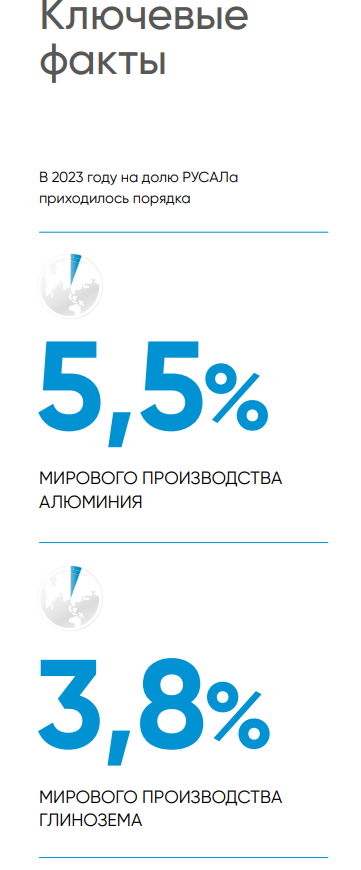 Ключевые
факты
В 2023 году на долю РУСАЛа
приходилось порядка
5,5%
МИРОВОГО ПРОИЗВОДСТВА
АЛЮМИНИЯ
3,8%
МИРОВОГО ПРОИЗВОДСТВА
ГЛИНОЗЕМА